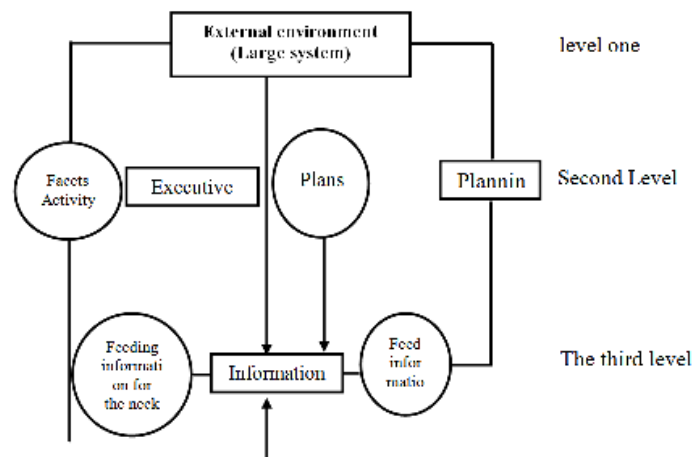 External environment
(Large system)
level one
Facets
Activity
Executive
Plans
Plannin
Second Level
Feeding
informati
on for
the neck
Information
Feed
infor
matio
The third level